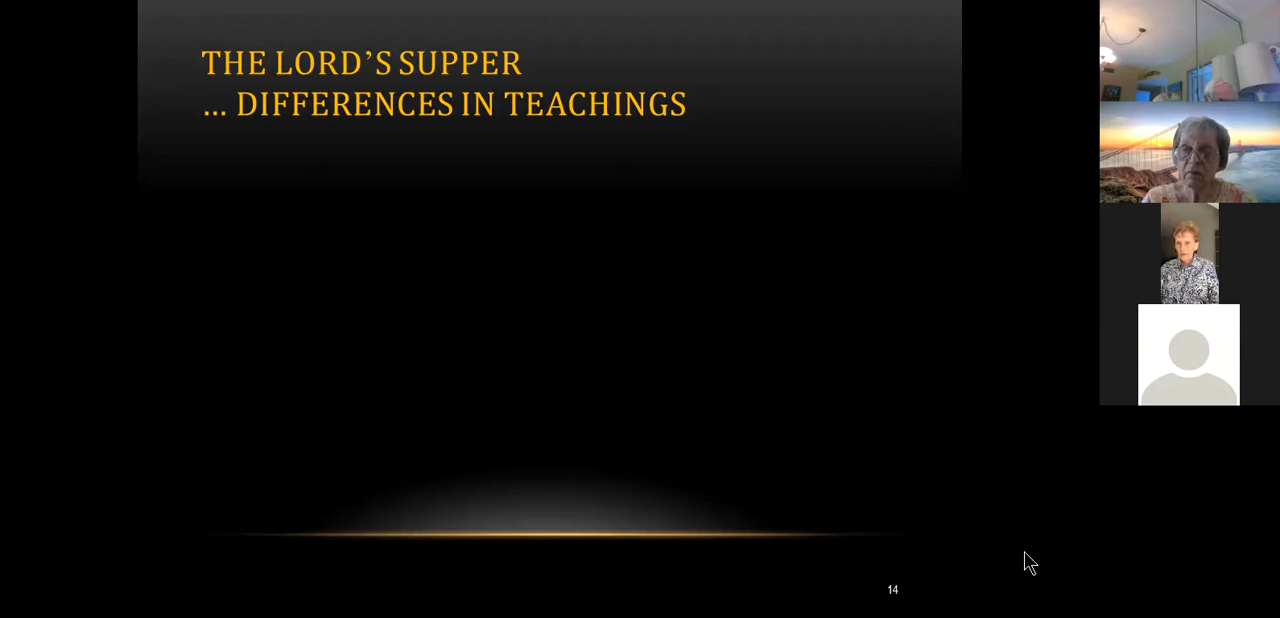 THE LORD’S SUPPER
… DIFFERENCES IN TEACHINGS
14